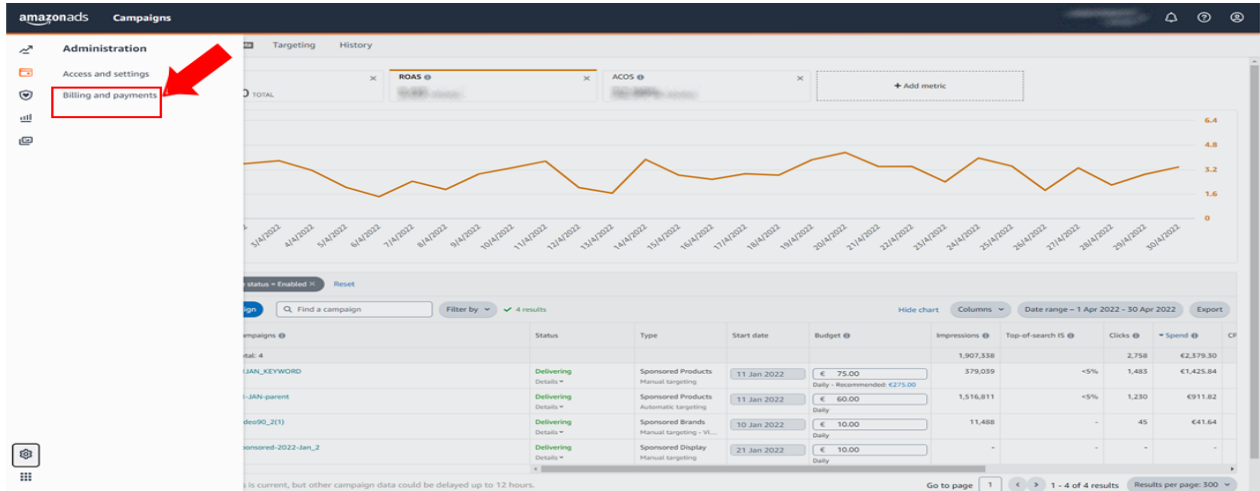 amazonads Campaigns
Administration
Access and settings
Billing and payments
Targeting History
TOTAL
ROAS
ACOS
+ Add metric
6.4
4.8
3.2
1.6
0
3/4/2022 4/4/2022 5/4/2022 6/4/2022 7/4/2022 8/4/2022 9/4/2022 10/4/2022 11/4/2022 12/4/2022 13/4/2022 14/4/2022 15/4/2022 16/4/2022 17/4/2022 18/4/2022 19/4/2022 20/4/2022 21/4/2022 22/4/2022 23/4/2022 24/4/2022 25/4/2022 26/4/2022 27/4/2022 28/4/2022 29/4/2022 30/4/2022
status = Enabled Reset
Find a campaign Filter by 4 results Hide chart Columns Date range – 1 Apr 2022 - 30 Apr 2022 Export
Status Type Start date Budget Impressions Top-of-search IS Clicks Spend
4 1,907,338 2,758 €2,379.30
JAN_KEYWORD Delivering Sponsored Products 11 Jan 2022 € 75.00 379,039 <5% 1,483 €1,425.84
Details Manual targeting Daily - Recommended: €275.00
-JAN-parent Delivering Sponsored Products 11 Jan 2022 € 60.00 1,516,811 <5% 1,230 €911.82
Details Automatic targeting Daily
deo90_2(1) Delivering Sponsored Brands 10 Jan 2022 € 10.00 11,488 - 45 €41.64
Details Manual targeting - Vi... Daily
onsored-2022-Jan_2 Delivering Sponsored Display 21 Jan 2022 € 10.00 - - - -
Details Manual targeting Daily
is current, but other campaign data could be delayed up to 12 hours. Go to page 1 1 - 4 of 4 results Results per page: 300